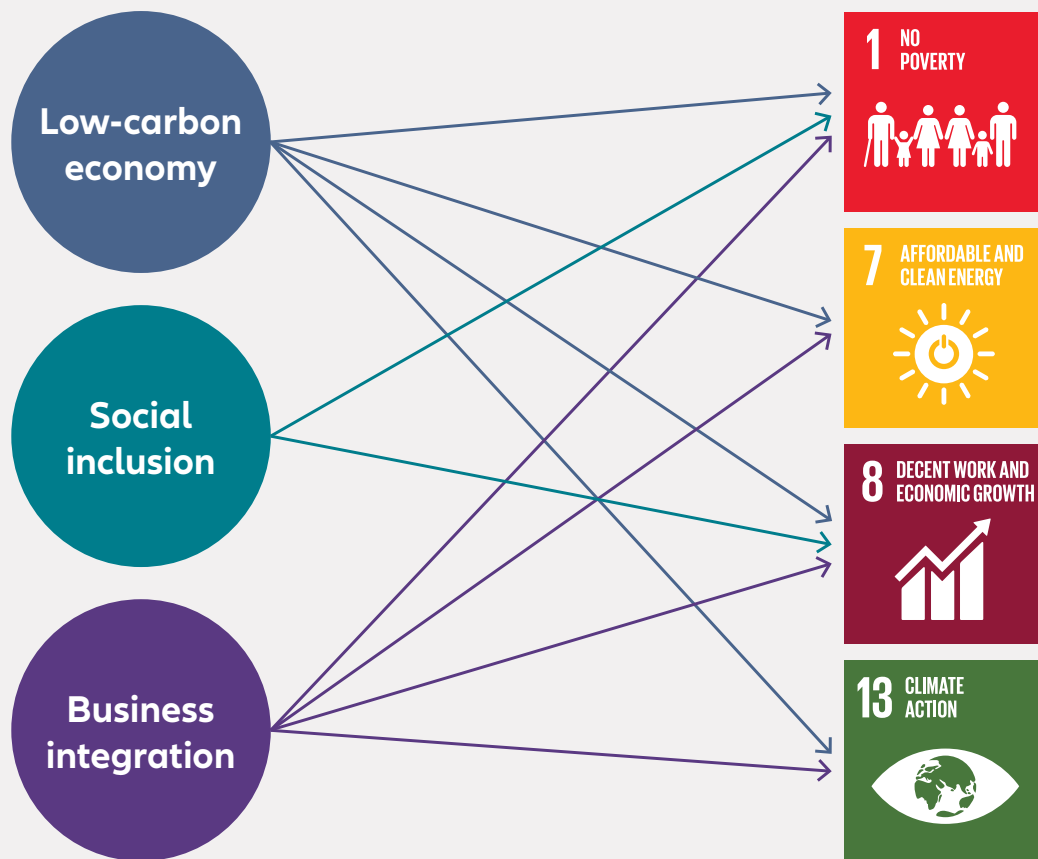 Low-carbon
economy
Social
inclusion
Business
integration
1 NO
POVERTY
7 AFFORDABLE AND
CLEAN ENERGY
8 DECENT WORK AND
ECONOMIC GROWTH
13 CLIMATE
ACTION